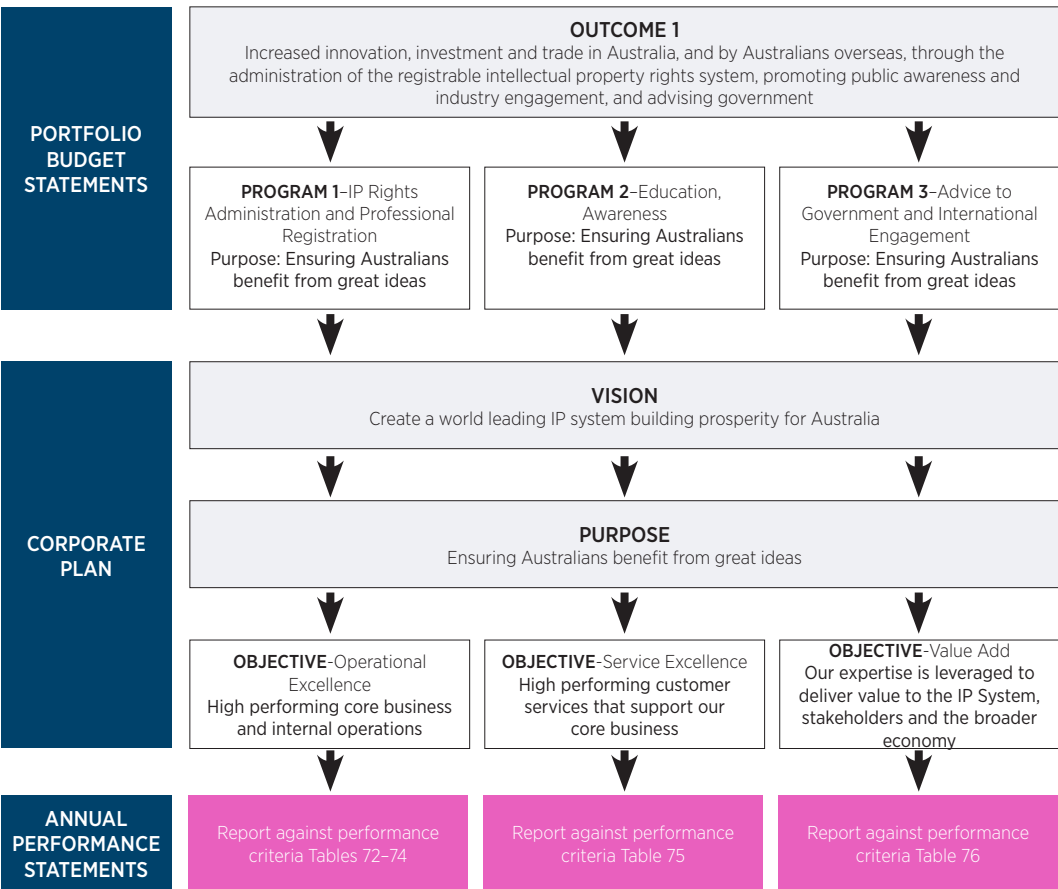 PORTFOLIO
BUDGET
STATEMENTS
OUTCOME 1
Increased innovation, investment and trade in Australia, and by Australians overseas, through the
administration of the registrable intellectual property rights system, promoting public awareness and
industry engagement, and advising government
PROGRAM 1–IP Rights
Administration and Professional
Registration
Purpose: Ensuring Australians
benefit from great ideas
PROGRAM 2–Education,
Awareness
Purpose: Ensuring Australians
benefit from great ideas
PROGRAM 3–Advice to
Government and International
Engagement
Purpose: Ensuring Australians
benefit from great ideas
CORPORATE
PLAN
VISION
Create a world leading IP system building prosperity for Australia
PURPOSE
Ensuring Australians benefit from great ideas
OBJECTIVE-Operational
Excellence
High performing core business
and internal operations
OBJECTIVE-Service Excellence
High performing customer
services that support our
core business
OBJECTIVE-Value Add
Our expertise is leveraged to
deliver value to the IP System,
stakeholders and the broader
economy
ANNUAL
PERFORMANCE
STATEMENTS
Report against performance
criteria Tables 72–74
Report against performance
criteria Table 75
Report against performance
criteria Table 76